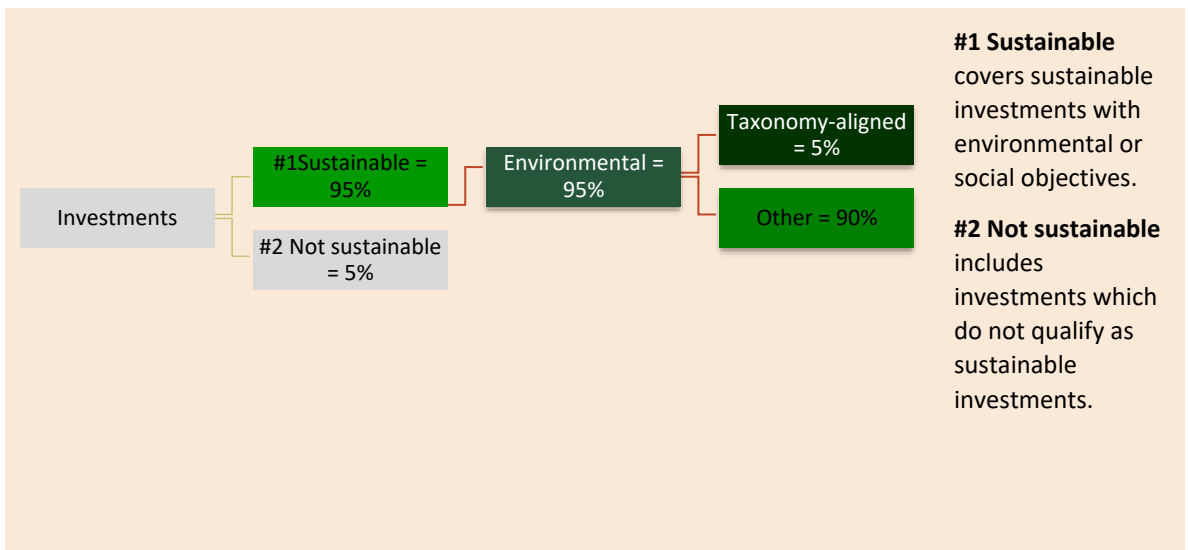 Investments
#1Sustainable =
95%
#2 Not sustainable
= 5%
Environmental =
95%
Taxonomy-aligned
= 5%
Other = 90%
#1 Sustainable
covers sustainable
investments with
environmental or
social objectives.
#2 Not sustainable
includes
investments which
do not qualify as
sustainable
investments.